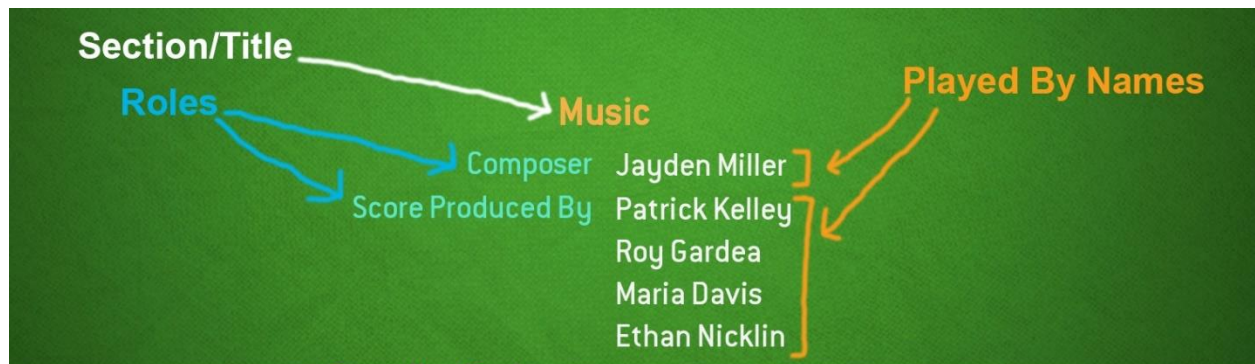 Section/Title
Roles
Played By Names
Music
Composer Jayden Miller
Score Produced By Patrick Kelley
Roy Gardea
Maria Davis
Ethan Nicklin